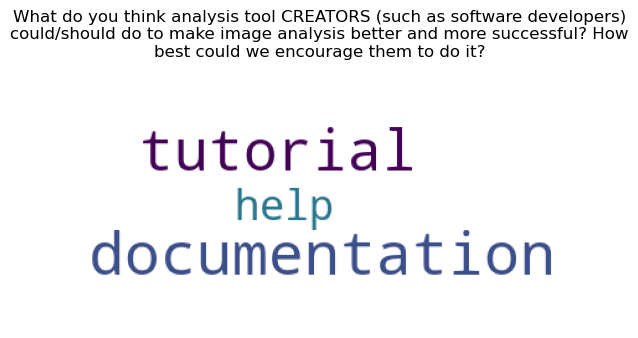 What do you think analysis tool CREATORS (such as software developers)
could/should do to make image analysis better and more successful? How
best could we encourage them to do it?
tutorial
help
documentation